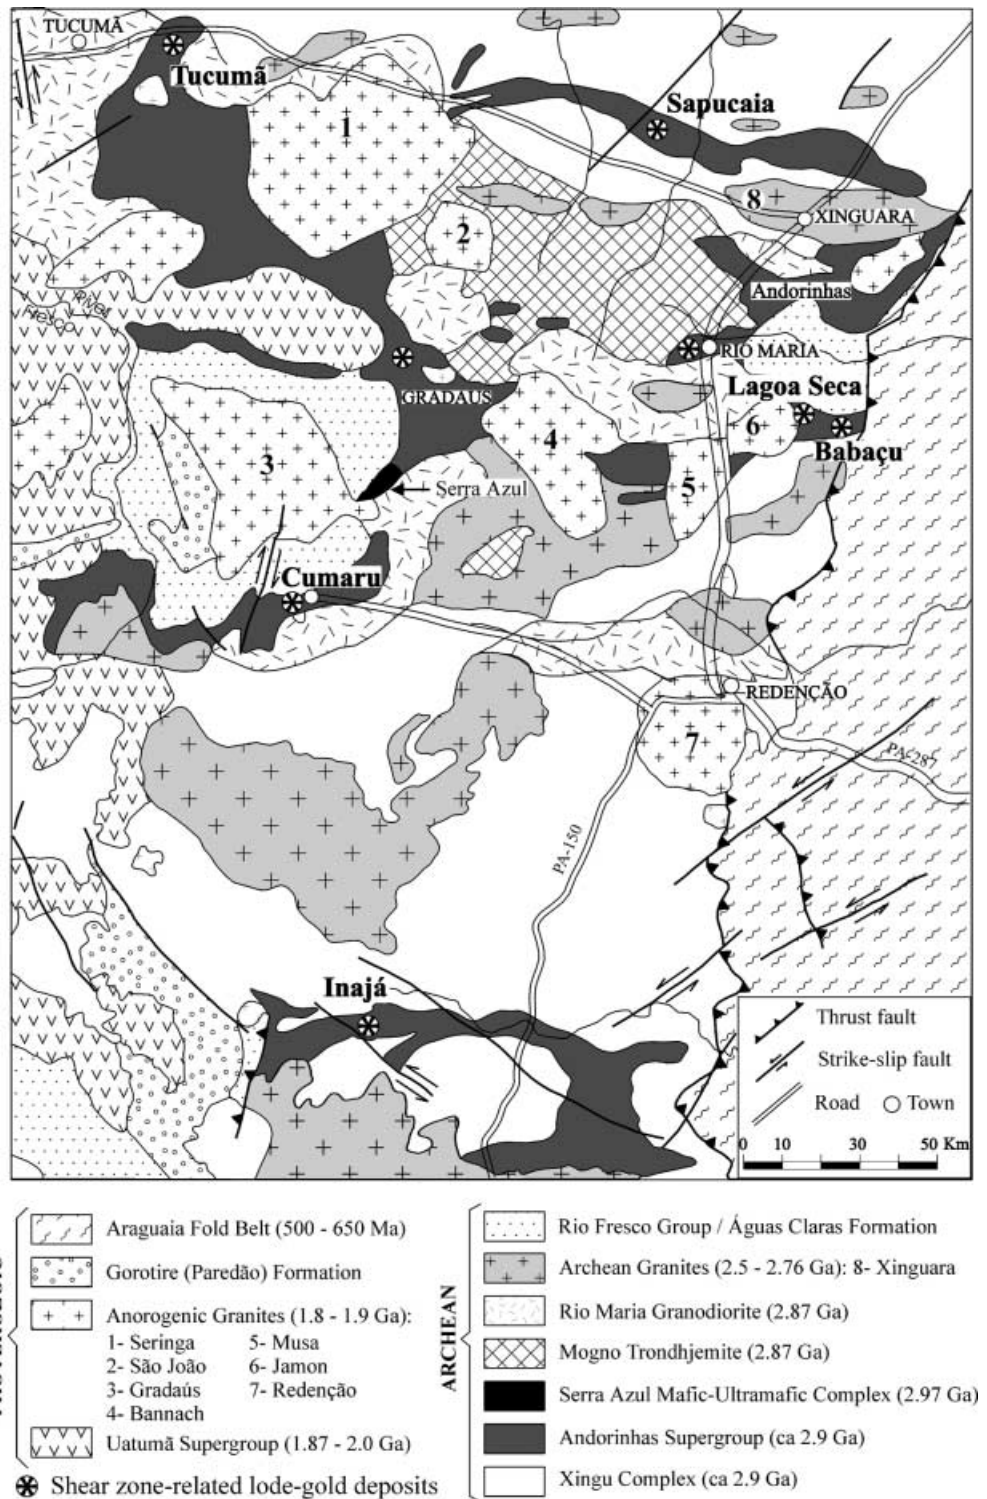 TUCUMÃ
Tucumã
Sapucaia
1
8
XINGUARA
2
Andorinhas
River
Fresco
RIO MARIA
GRADAÚS
Lagoa Seca
6
4
Babaçu
3
5
Serra Azul
Cumaru
REDENÇÃO
7
PA-287
PA-150
Inajá
Thrust fault
Strike-slip fault
Road
Town
0 10 30 50 Km
Araguaia Fold Belt (500 - 650 Ma)
Gorotire (Paredão) Formation
Anorogenic Granites (1.8 - 1.9 Ga):
1- Seringa 5- Musa
2- São João 6- Jamon
3- Gradaús 7- Redenção
4- Bannach
Uatumã Supergroup (1.87 - 2.0 Ga)
Shear zone-related lode-gold deposits
ARCHEAN
Rio Fresco Group / Águas Claras Formation
Archean Granites (2.5 - 2.76 Ga): 8- Xinguara
Rio Maria Granodiorite (2.87 Ga)
Mogno Trondhjemite (2.87 Ga)
Serra Azul Mafic-Ultramafic Complex (2.97 Ga)
Andorinhas Supergroup (ca 2.9 Ga)
Xingu Complex (ca 2.9 Ga)